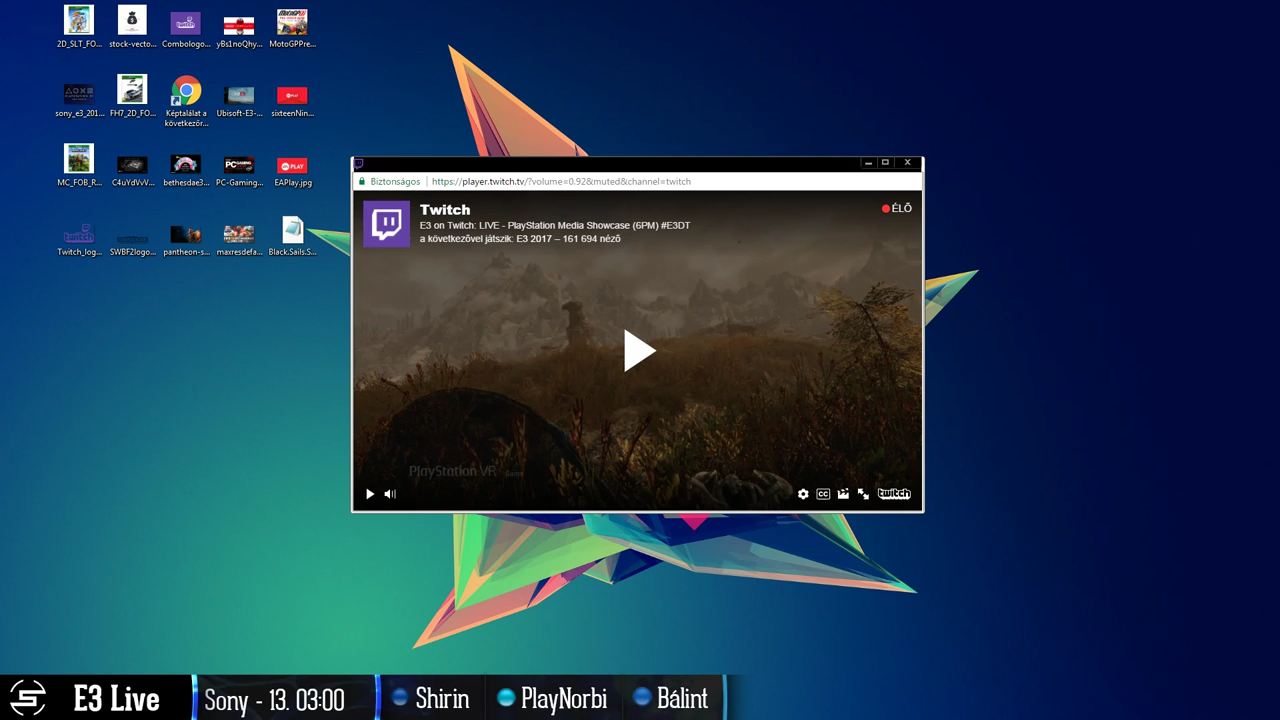 2D_SLT_FO...
stock-vecto...
Combologo...
yBs1noQhy...
MotoGPPre...
sony_e3_201...
FH7_2D_FO...
Képtalálat a
következőr...
Ubisoft-E3-...
sixteenNin...
MC_FOB_R...
C4uYdVvV...
bethesdae3...
PC-Gaming...
EAPlay.jpg
Twitch_log...
SWBF2logo...
pantheon-s...
maxresdefa...
Black.Sails.S...
Biztonságos
https://player.twitch.tv/?volume=0.92&muted&channel=twitch
Twitch
ÉLŐ
E3 on Twitch: LIVE - PlayStation Media Showcase (6PM) #E3DT
a következővel játszik: E3 2017 – 161 694 néző
PlayStation VR Game
CC
twitch
E3 Live
Sony - 13. 03:00
Shirin
PlayNorbi
Bálint